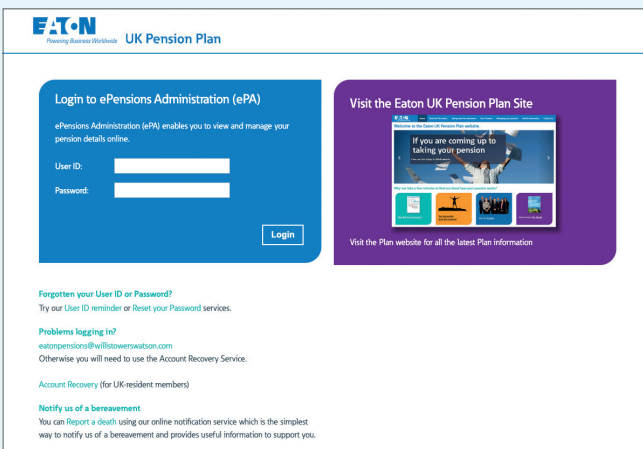 EATON
Powering Business Worldwide
UK Pension Plan
Login to ePensions Administration (ePA)
ePensions Administration (ePA) enables you to view and manage your
pension details online.
User ID:
Password:
Login
Visit the Eaton UK Pension Plan Site
EATON
Welcome to the Eaton UK Pension Plan website.
If you are coming up to
taking your pension
Visit the Plan website for all the latest Plan information
Forgotten your User ID or Password?
Try our User ID reminder or Reset your Password services.
Problems logging in?
eatonpensions@willistowerswatson.com
Otherwise you will need to use the Account Recovery Service.
Account Recovery (for UK-resident members)
Notify us of a bereavement
You can Report a death using our online notification service which is the simplest
way to notify us of a bereavement and provides useful information to support you.